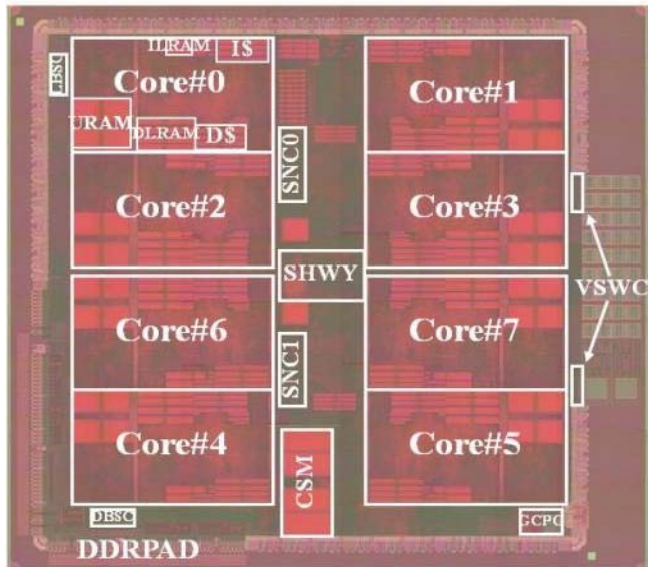 ILRAM I$
LBSC
Core#0 Core#1
URAM DLRAM D$
SNC0
Core#2 Core#3
SHWY
VSWC
Core#6 Core#7
SNC1
Core#4 Core#5
CSM
DBSC GCPG
DDRPAD